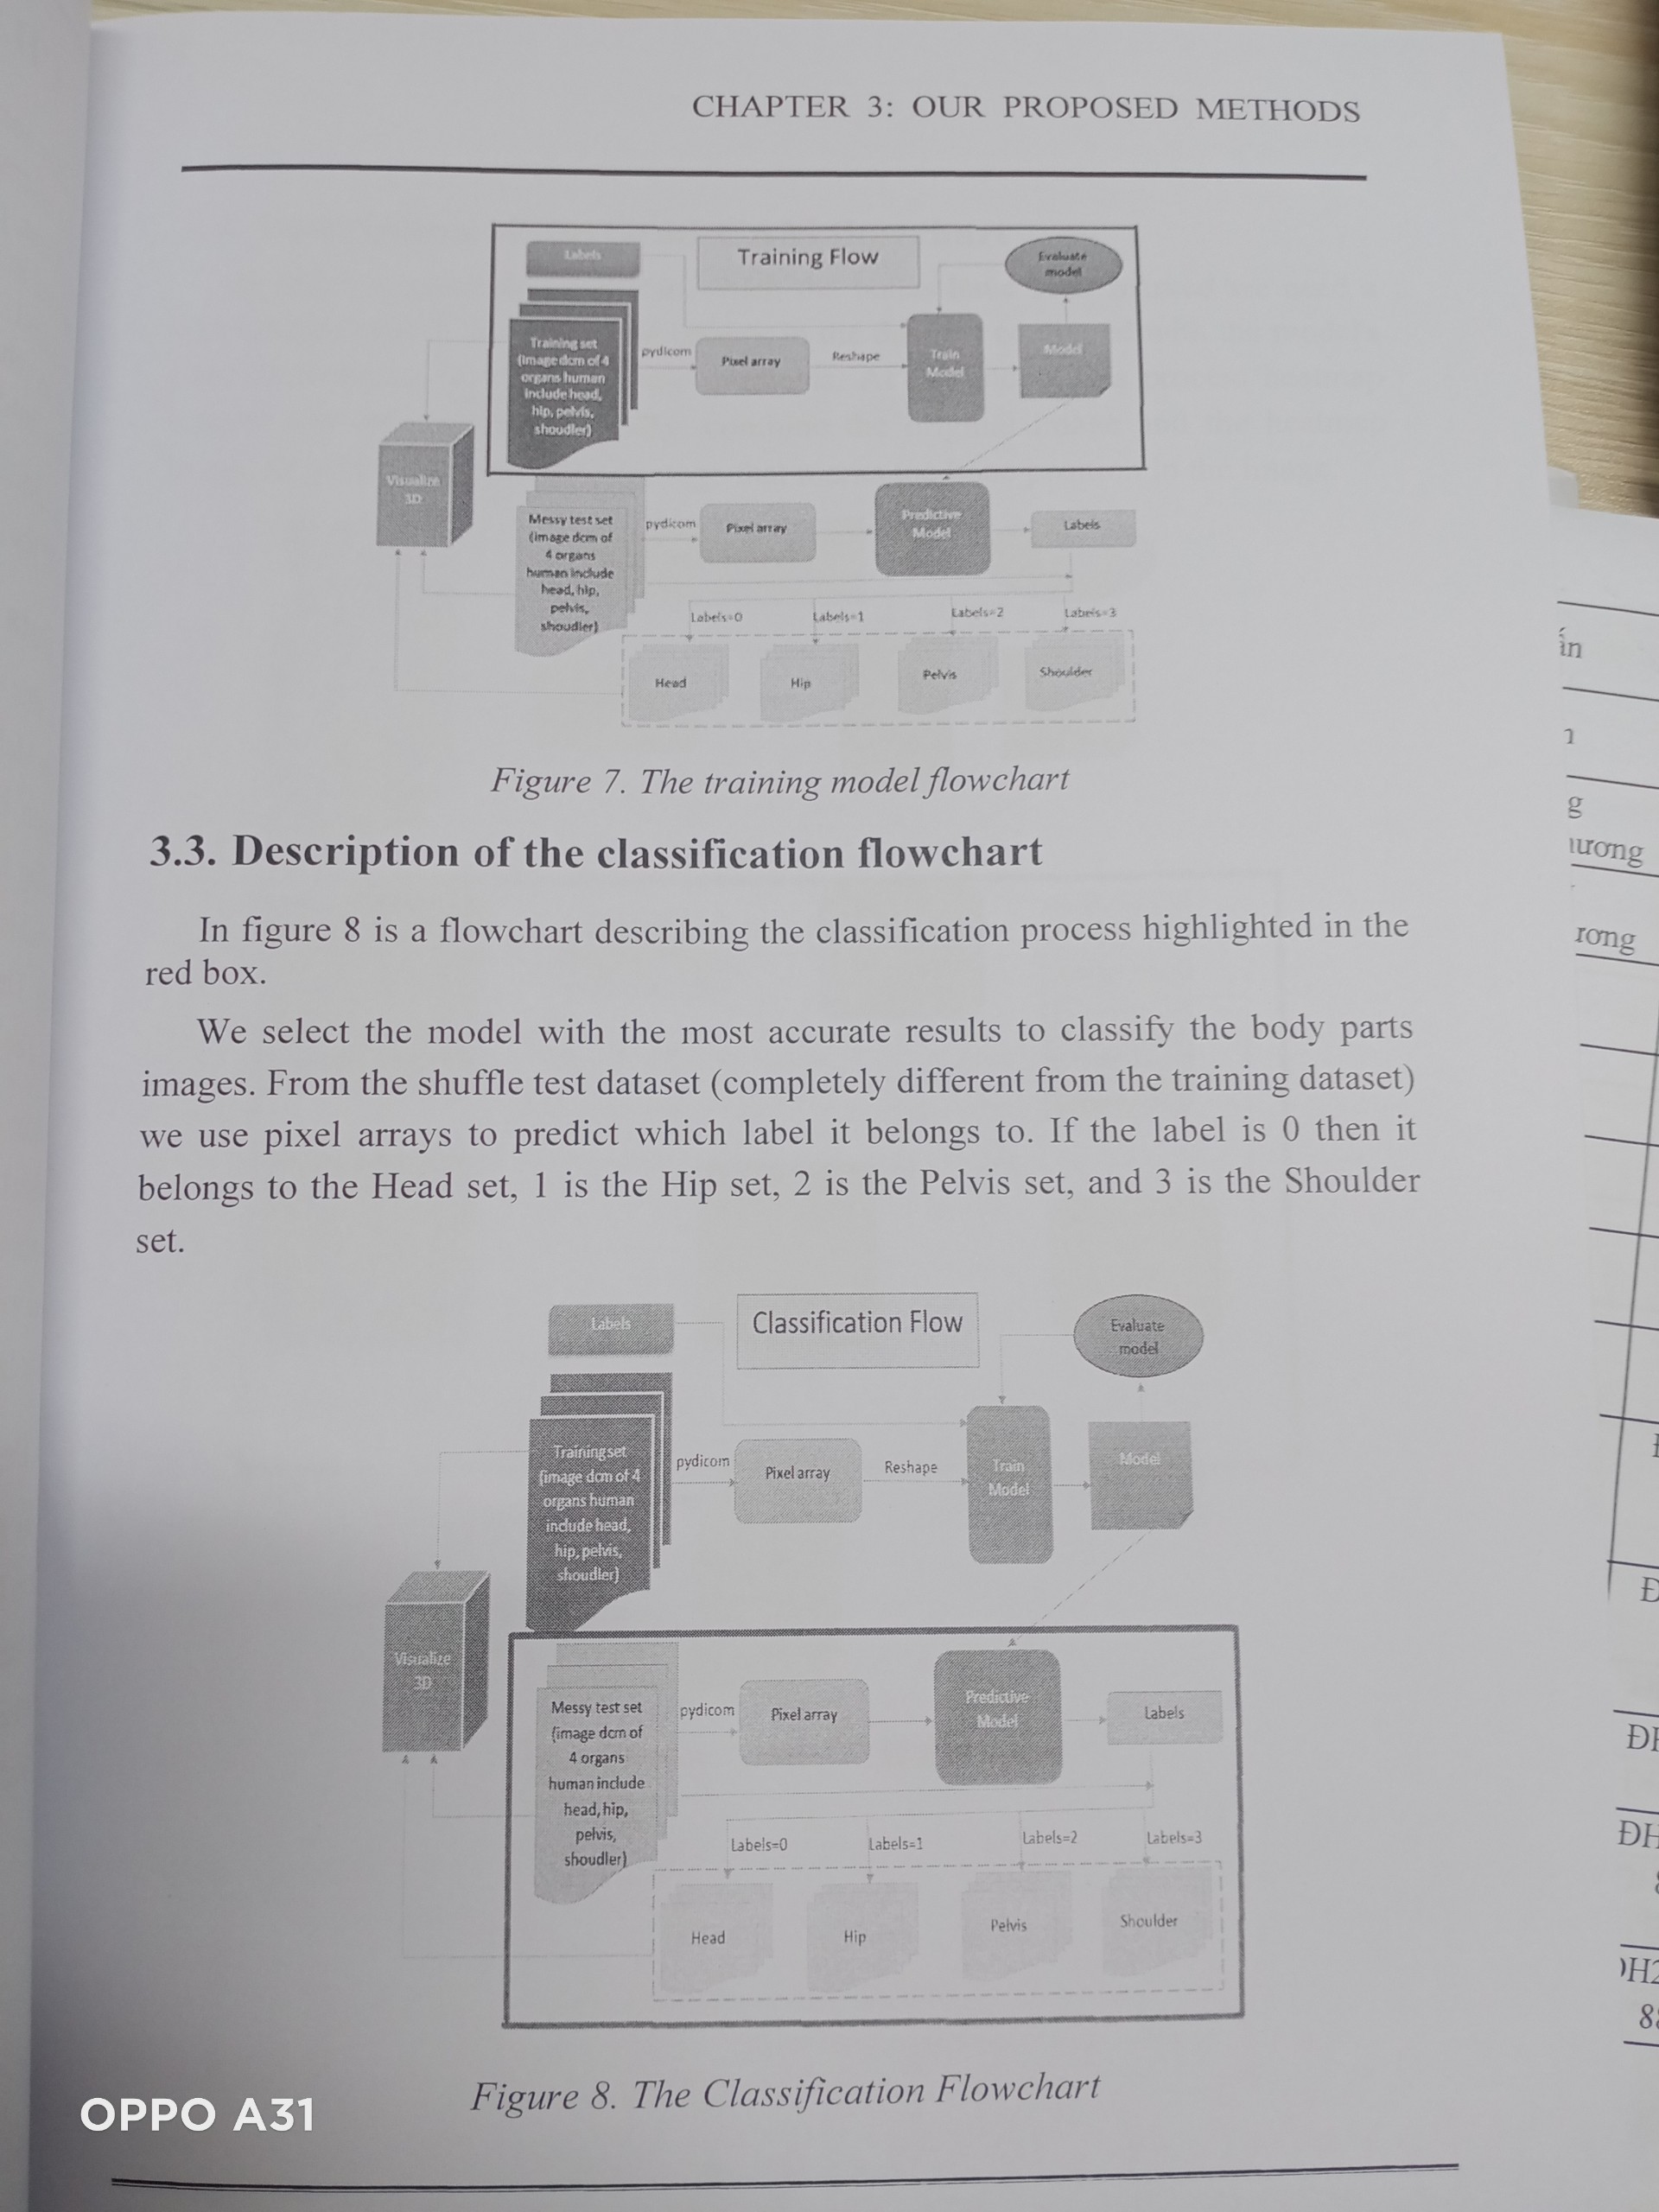 CHAPTER 3: OUR PROPOSED METHODS
Labels
Training Flow
Evaluate
model
Training set
(image dcm of 4
organs human
include head,
hip, pelvis,
shoudler)
pydicom
Pixel array
Reshape
Train
Model
Model
Visualize
3D
Messy test set
(image dcm of
4 organs
human include
head, hip,
pelvis,
shoudler)
pydicom
Pixel array
Predictive
Model
Labels
Labels=0
Labels=1
Labels=2
Labels=3
Head
Hip
Pelvis
Shoulder
Figure 7. The training model flowchart
3.3. Description of the classification flowchart
In figure 8 is a flowchart describing the classification process highlighted in the
red box.
We select the model with the most accurate results to classify the body parts
images. From the shuffle test dataset (completely different from the training dataset)
we use pixel arrays to predict which label it belongs to. If the label is 0 then it
belongs to the Head set, 1 is the Hip set, 2 is the Pelvis set, and 3 is the Shoulder
set.
Labels
Classification Flow
Evaluate
model
Training set
(image dcm of 4
organs human
include head,
hip, pelvis,
shoudler)
pydicom
Pixel array
Reshape
Train
Model
Model
Visualize
3D
Messy test set
(image dcm of
4 organs
human include
head, hip,
pelvis,
shoudler)
pydicom
Pixel array
Predictive
Model
Labels
Labels=0
Labels=1
Labels=2
Labels=3
Head
Hip
Pelvis
Shoulder
Figure 8. The Classification Flowchart
OPPO A31